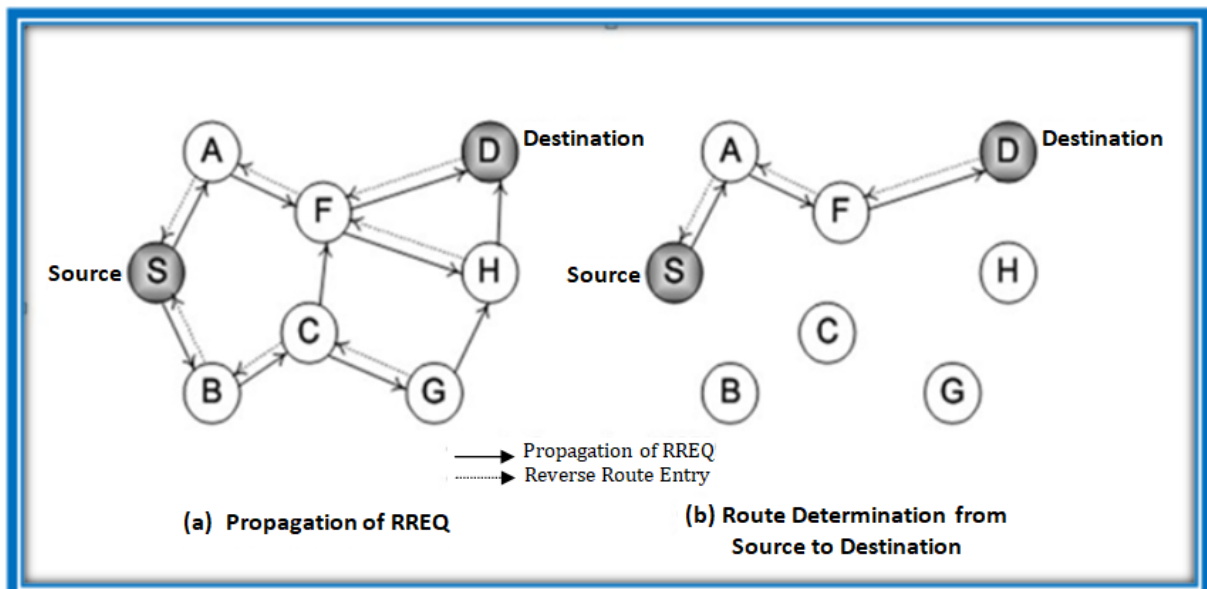 A
D
Destination
F
Source
S
H
C
B
G
A
D
Destination
F
Source
S
H
C
B
G
Propagation of RREQ
Reverse Route Entry
(a) Propagation of RREQ
(b) Route Determination from
Source to Destination